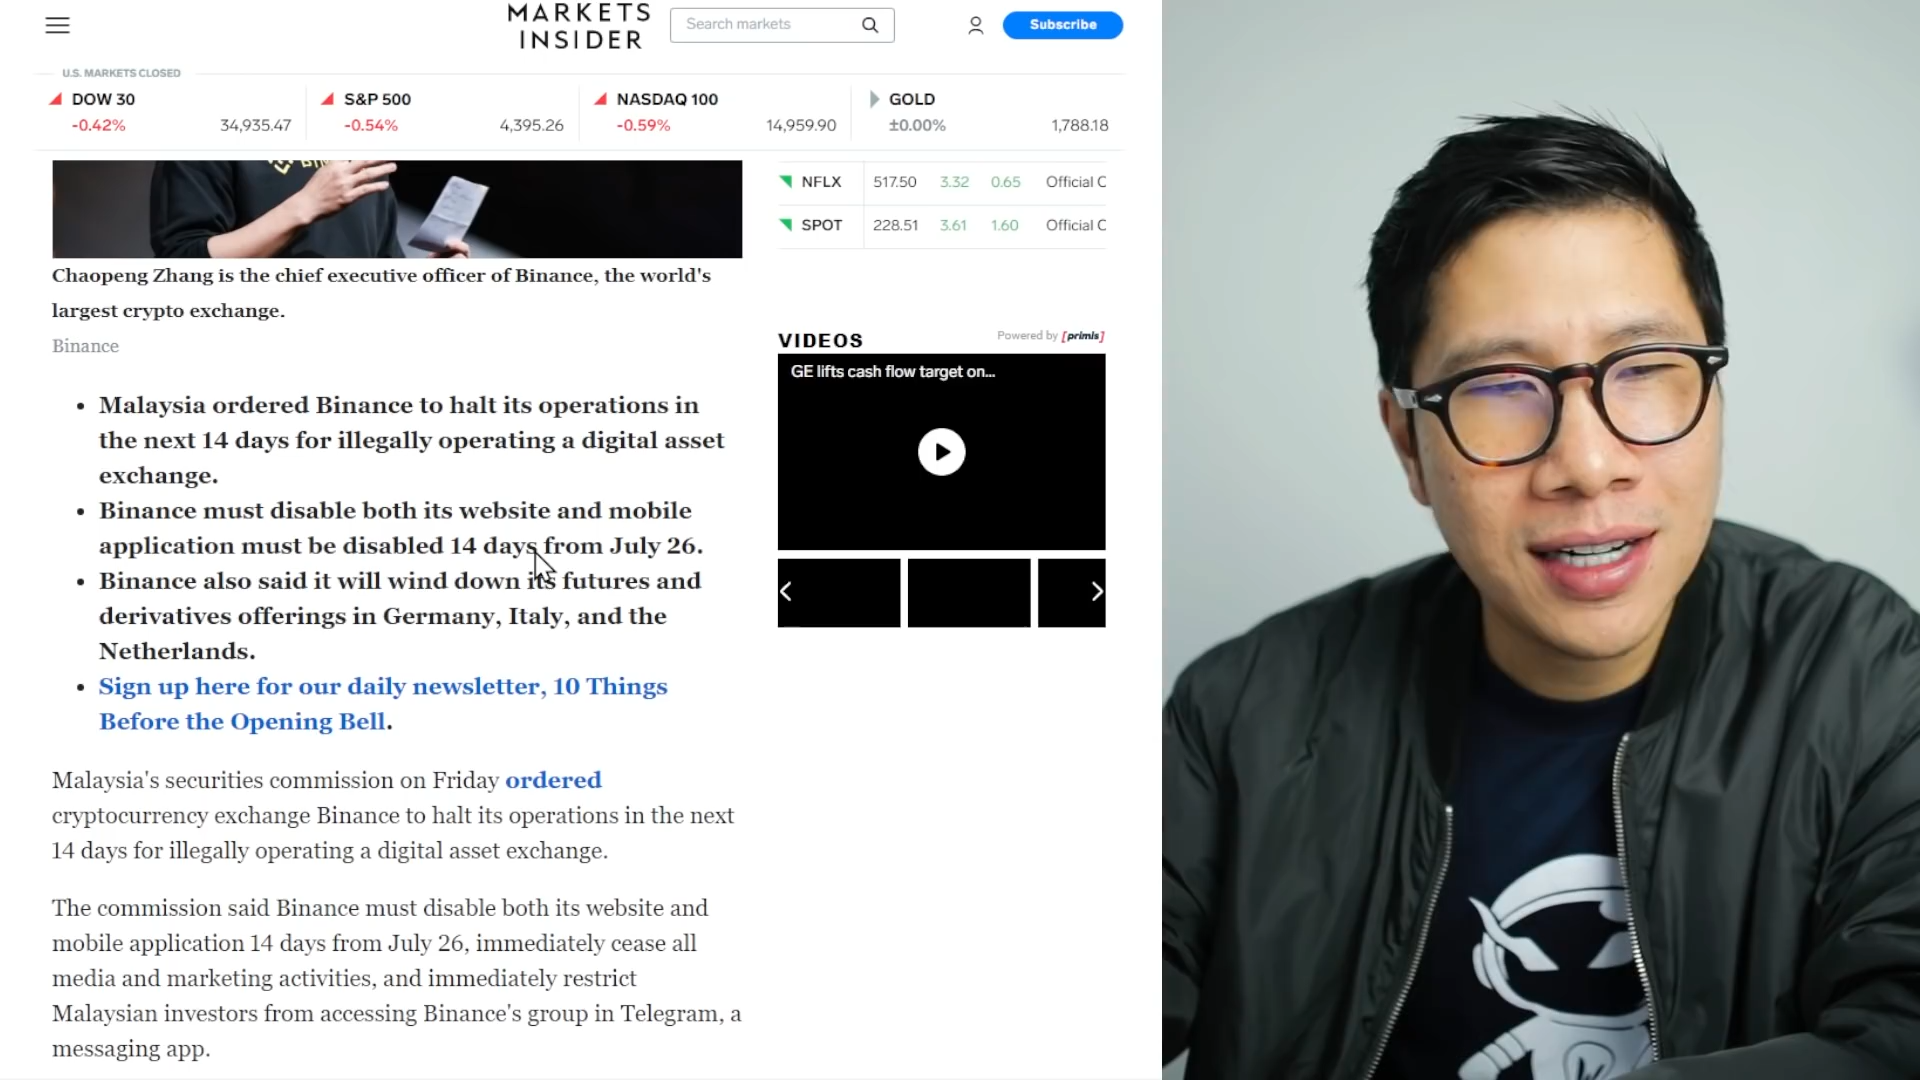 MARKETS
INSIDER
Search markets
Subscribe
U.S. MARKETS CLOSED
DOW 30
-0.42% 34,935.47
S&P 500
-0.54% 4,395.26
NASDAQ 100
-0.59% 14,959.90
GOLD
±0.00% 1,788.18
NFLX 517.50 3.32 0.65 Official C
SPOT 228.51 3.61 1.60 Official C
Chaopeng Zhang is the chief executive officer of Binance, the world's
largest crypto exchange.
Binance
VIDEOS
Powered by [primis]
GE lifts cash flow target on...
• Malaysia ordered Binance to halt its operations in
the next 14 days for illegally operating a digital asset
exchange.
• Binance must disable both its website and mobile
application must be disabled 14 days from July 26.
• Binance also said it will wind down its futures and
derivatives offerings in Germany, Italy, and the
Netherlands.
• Sign up here for our daily newsletter, 10 Things
Before the Opening Bell.
Malaysia's securities commission on Friday ordered
cryptocurrency exchange Binance to halt its operations in the next
14 days for illegally operating a digital asset exchange.
The commission said Binance must disable both its website and
mobile application 14 days from July 26, immediately cease all
media and marketing activities, and immediately restrict
Malaysian investors from accessing Binance's group in Telegram, a
messaging app.